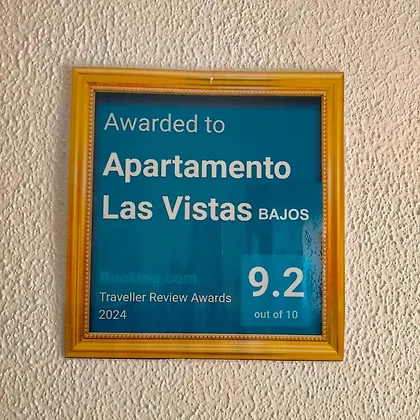 Awarded to
Apartamento
Las Vistas BAJOS
Booking.com
Traveller Review Awards
2024
9.2
out of 10